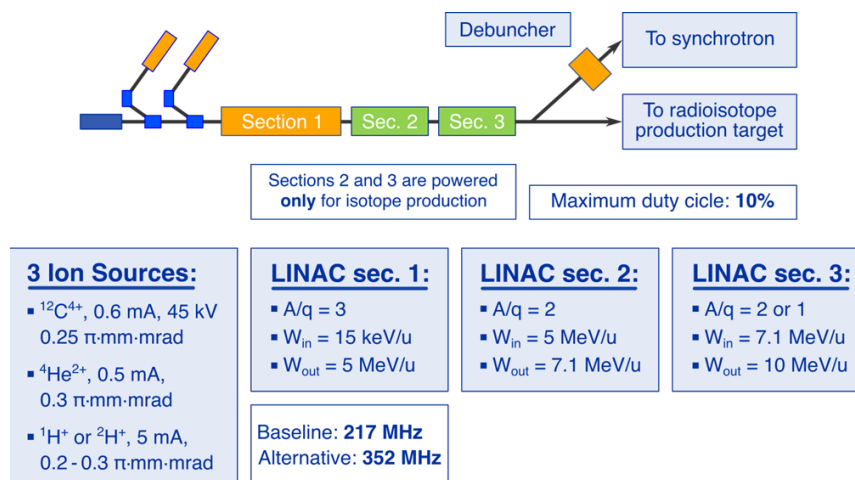 Debuncher
To synchrotron
Section 1
Sec. 2
Sec. 3
To radioisotope
production target
Sections 2 and 3 are powered
only for isotope production
Maximum duty cicle: 10%
3 Ion Sources:
▪ ¹²C⁴⁺, 0.6 mA, 45 kV
0.25 π·mm·mrad
▪ ⁴He²⁺, 0.5 mA,
0.3 π·mm·mrad
▪ ¹H⁺ or ²H⁺, 5 mA,
0.2 - 0.3 π·mm·mrad
LINAC sec. 1:
▪ A/q = 3
▪ Wᵢₙ = 15 keV/u
▪ Wₒᵤₜ = 5 MeV/u
LINAC sec. 2:
▪ A/q = 2
▪ Wᵢₙ = 5 MeV/u
▪ Wₒᵤₜ = 7.1 MeV/u
LINAC sec. 3:
▪ A/q = 2 or 1
▪ Wᵢₙ = 7.1 MeV/u
▪ Wₒᵤₜ = 10 MeV/u
Baseline: 217 MHz
Alternative: 352 MHz